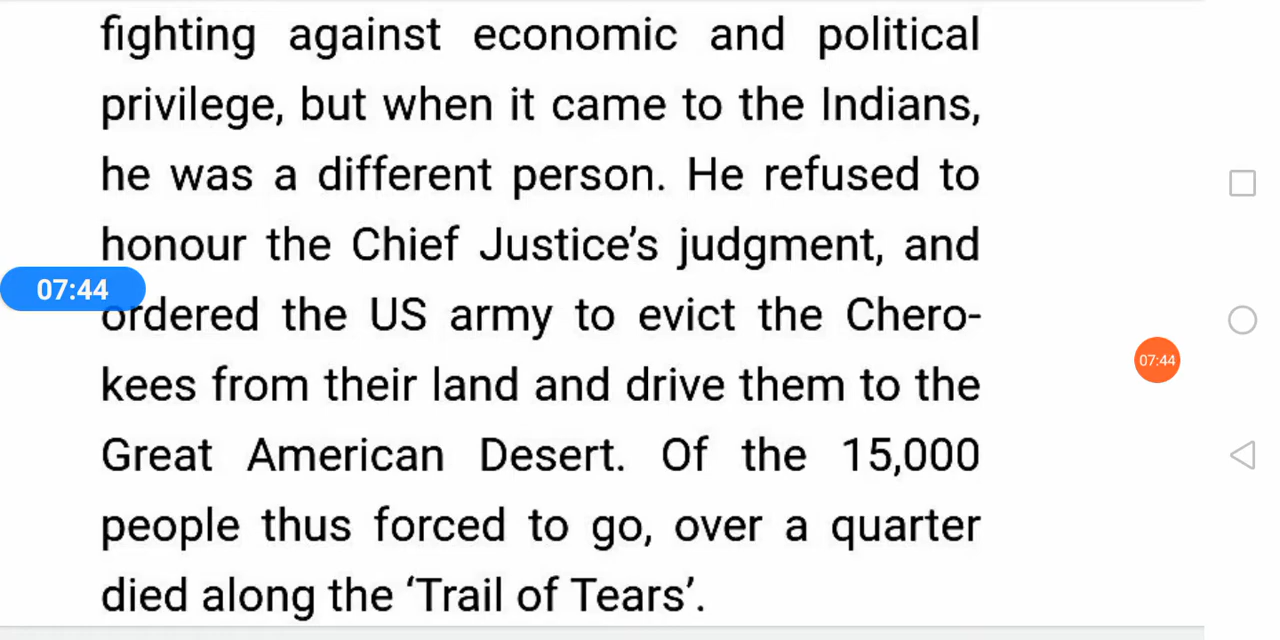 fighting against economic and political
privilege, but when it came to the Indians,
he was a different person. He refused to
honour the Chief Justice’s judgment, and
07:44
ordered the US army to evict the Chero-
07:44
kees from their land and drive them to the
Great American Desert. Of the 15,000
people thus forced to go, over a quarter
died along the ‘Trail of Tears’.